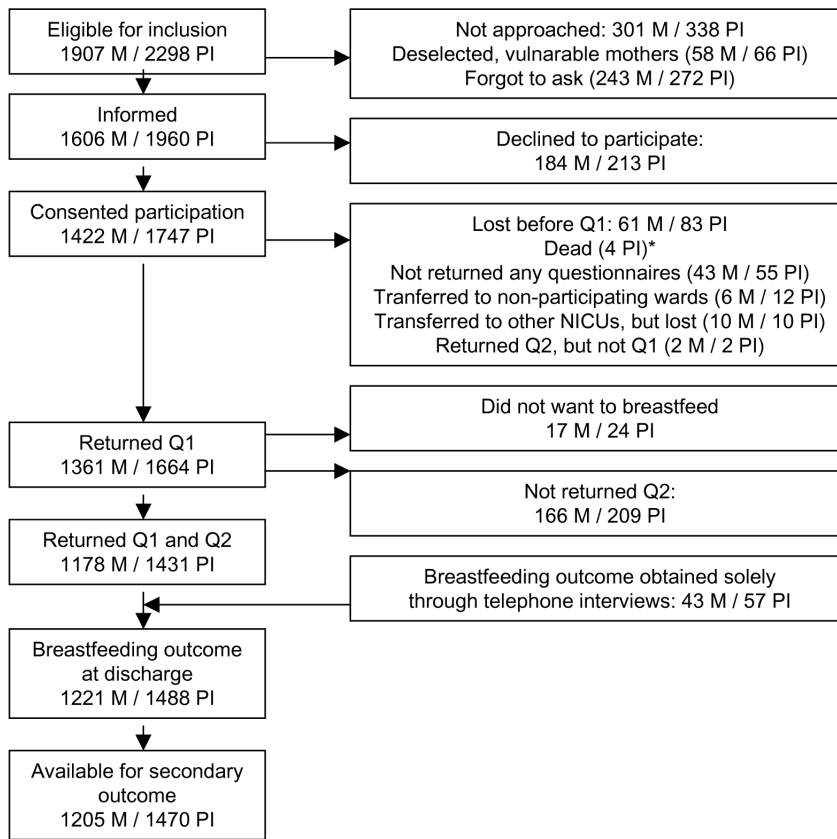 Eligible for inclusion
1907 M / 2298 PI
Not approached: 301 M / 338 PI
Deselected, vulnarable mothers (58 M / 66 PI)
Forgot to ask (243 M / 272 PI)
Informed
1606 M / 1960 PI
Declined to participate:
184 M / 213 PI
Consented participation
1422 M / 1747 PI
Lost before Q1: 61 M / 83 PI
Dead (4 PI)*
Not returned any questionnaires (43 M / 55 PI)
Tranferred to non-participating wards (6 M / 12 PI)
Transferred to other NICUs, but lost (10 M / 10 PI)
Returned Q2, but not Q1 (2 M / 2 PI)
Did not want to breastfeed
17 M / 24 PI
Returned Q1
1361 M / 1664 PI
Not returned Q2:
166 M / 209 PI
Returned Q1 and Q2
1178 M / 1431 PI
Breastfeeding outcome obtained solely
through telephone interviews: 43 M / 57 PI
Breastfeeding outcome
at discharge
1221 M / 1488 PI
Available for secondary
outcome
1205 M / 1470 PI